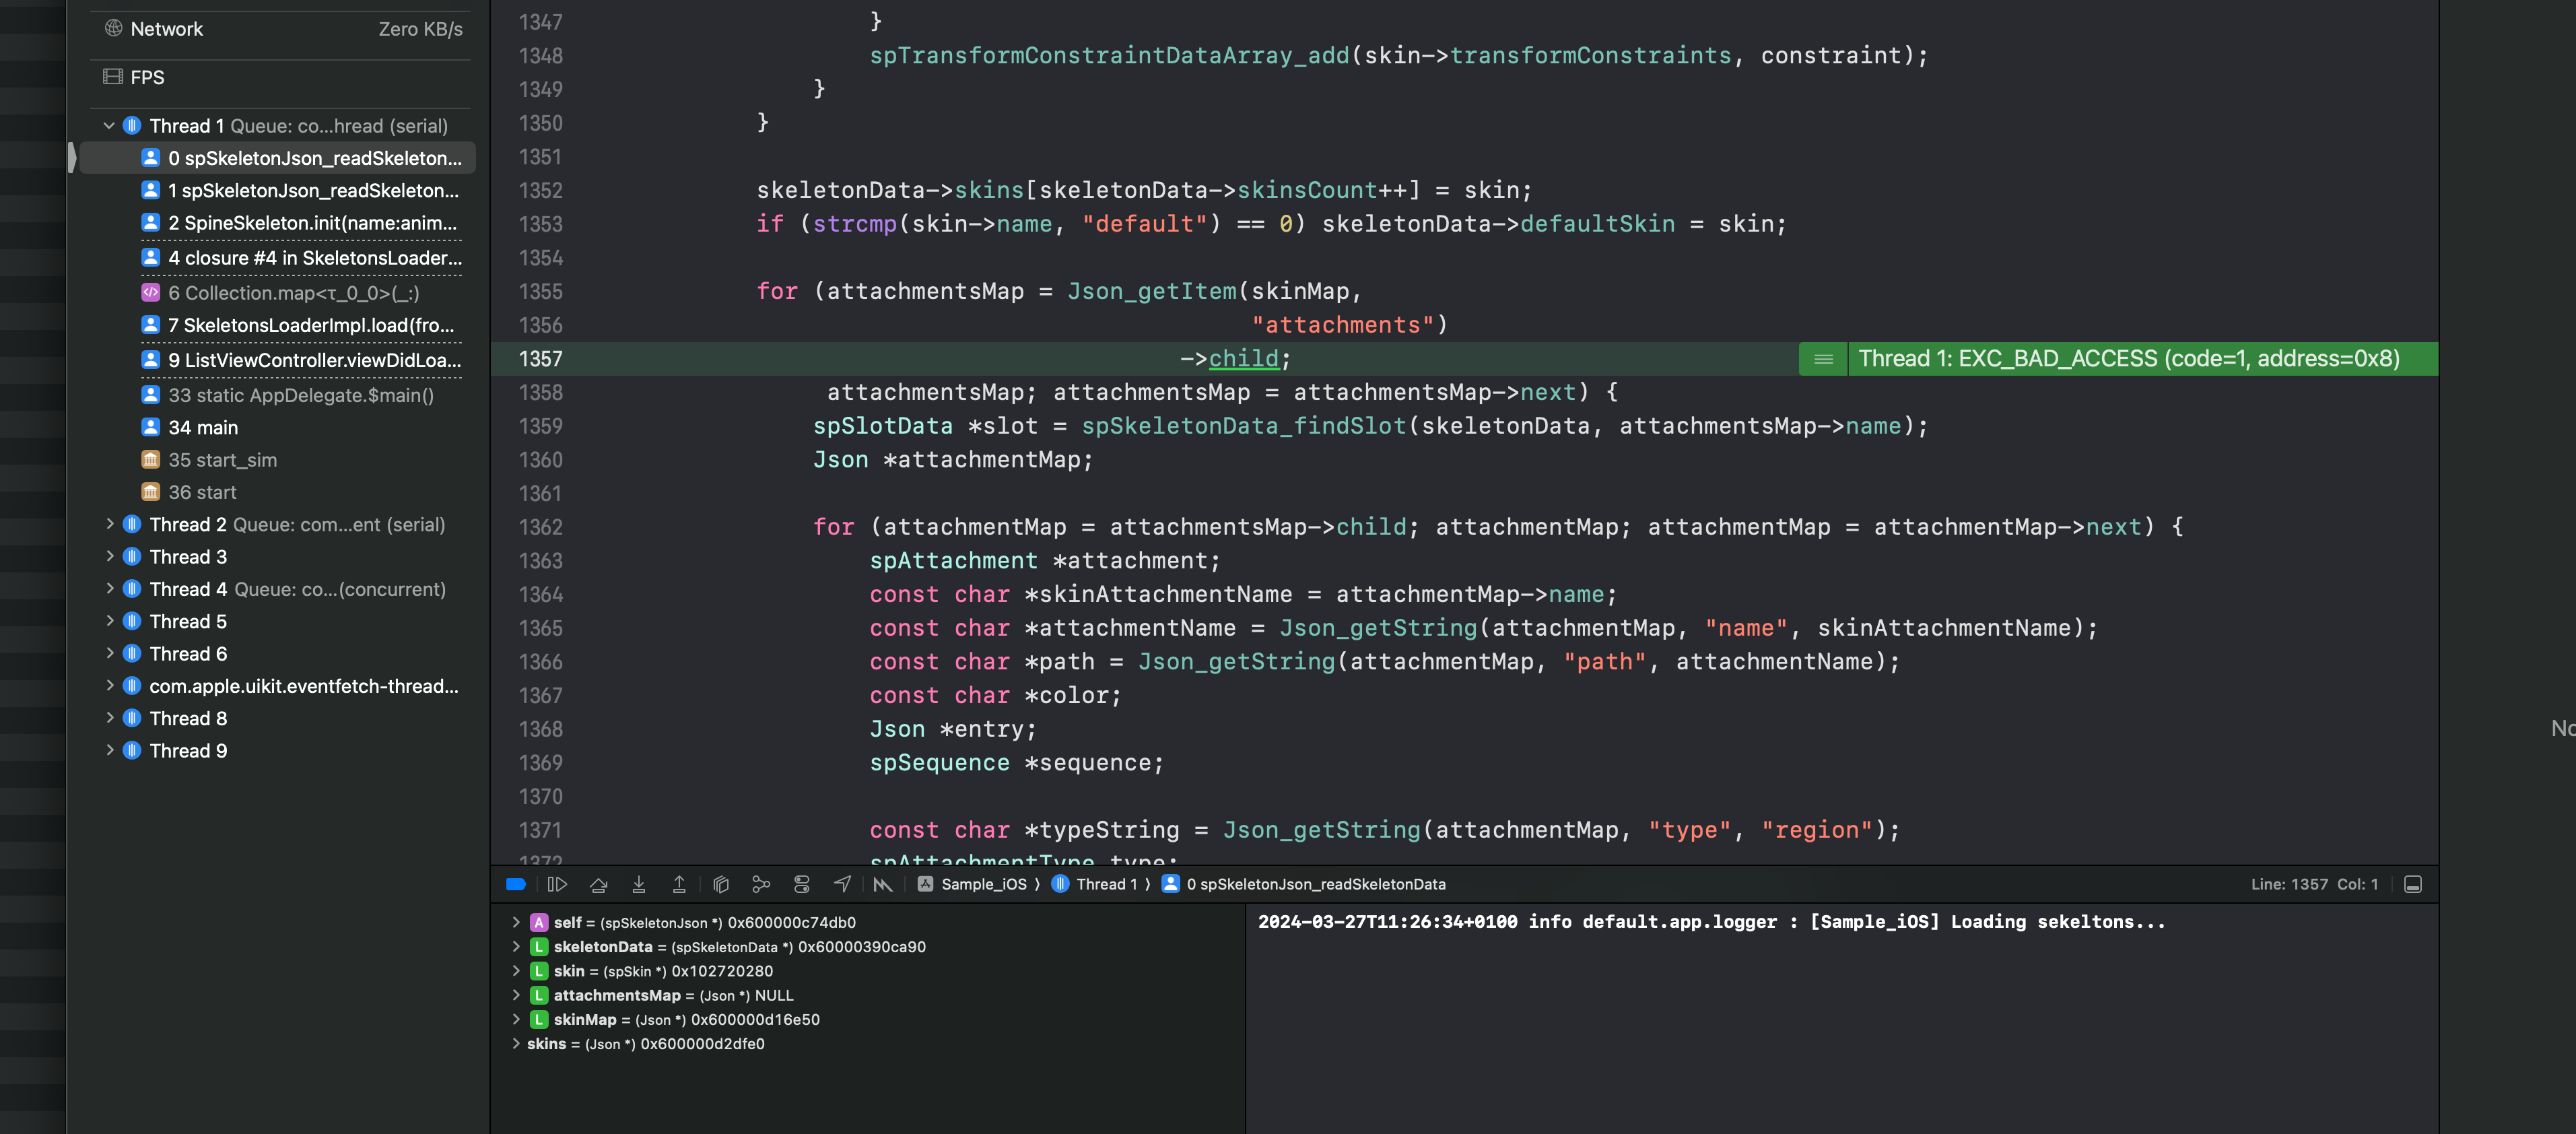 Network Zero KB/s
FPS
Thread 1 Queue: co...hread (serial)
0 spSkeletonJson_readSkeleton...
1 spSkeletonJson_readSkeleton...
2 SpineSkeleton.init(name:anim...
4 closure #4 in SkeletonsLoader...
6 Collection.map<τ_0_0>(_:)
7 SkeletonsLoaderImpl.load(fro...
9 ListViewController.viewDidLoa...
33 static AppDelegate.$main()
34 main
35 start_sim
36 start
Thread 2 Queue: com...ent (serial)
Thread 3
Thread 4 Queue: co...(concurrent)
Thread 5
Thread 6
com.apple.uikit.eventfetch-thread...
Thread 8
Thread 9
1347 }
1348 spTransformConstraintDataArray_add(skin->transformConstraints, constraint);
1349 }
1350 }
1351
1352 skeletonData->skins[skeletonData->skinsCount++] = skin;
1353 if (strcmp(skin->name, "default") == 0) skeletonData->defaultSkin = skin;
1354
1355 for (attachmentsMap = Json_getItem(skinMap,
1356 "attachments")
1357 ->child; Thread 1: EXC_BAD_ACCESS (code=1, address=0x8)
1358 attachmentsMap; attachmentsMap = attachmentsMap->next) {
1359 spSlotData *slot = spSkeletonData_findSlot(skeletonData, attachmentsMap->name);
1360 Json *attachmentMap;
1361
1362 for (attachmentMap = attachmentsMap->child; attachmentMap; attachmentMap = attachmentMap->next) {
1363 spAttachment *attachment;
1364 const char *skinAttachmentName = attachmentMap->name;
1365 const char *attachmentName = Json_getString(attachmentMap, "name", skinAttachmentName);
1366 const char *path = Json_getString(attachmentMap, "path", attachmentName);
1367 const char *color;
1368 Json *entry;
1369 spSequence *sequence;
1370
1371 const char *typeString = Json_getString(attachmentMap, "type", "region");
1372 spAttachmentType type;
No
Sample_iOS ⟩ Thread 1 ⟩ 0 spSkeletonJson_readSkeletonData Line: 1357 Col: 1
A self = (spSkeletonJson *) 0x600000c74db0
L skeletonData = (spSkeletonData *) 0x60000390ca90
L skin = (spSkin *) 0x102720280
L attachmentsMap = (Json *) NULL
L skinMap = (Json *) 0x600000d16e50
skins = (Json *) 0x600000d2dfe0
2024-03-27T11:26:34+0100 info default.app.logger : [Sample_iOS] Loading sekeltons...